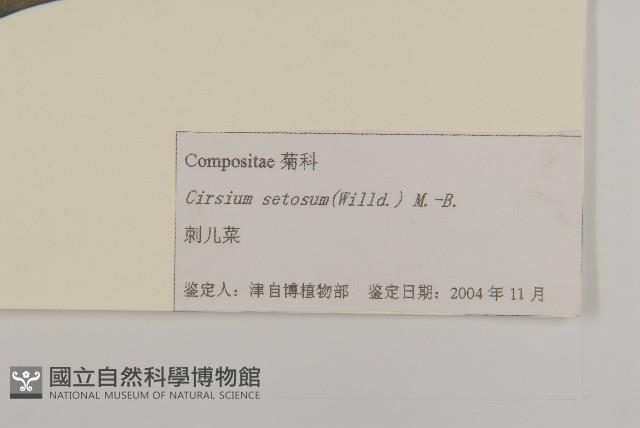 Compositae 菊科
Cirsium setosum(Willd.) M.-B.
刺儿菜
鉴定人：津自博植物部 鉴定日期：2004 年 11 月
國立自然科學博物館
NATIONAL MUSEUM OF NATURAL SCIENCE